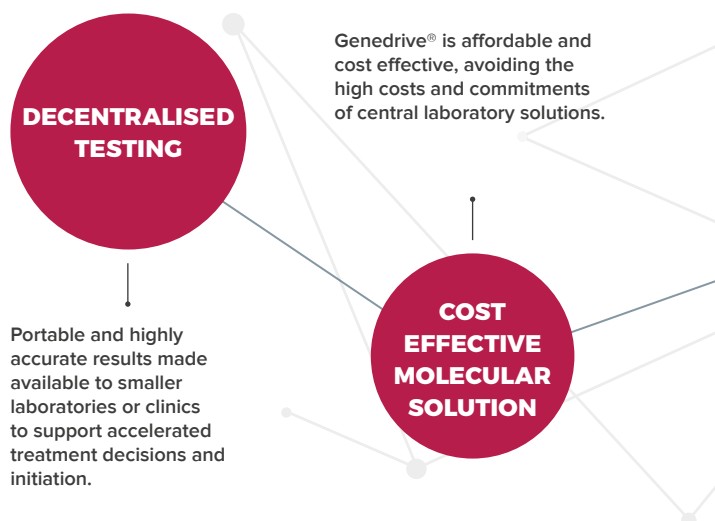 DECENTRALISED
TESTING
Portable and highly
accurate results made
available to smaller
laboratories or clinics
to support accelerated
treatment decisions and
initiation.
Genedrive® is affordable and
cost effective, avoiding the
high costs and commitments
of central laboratory solutions.
COST
EFFECTIVE
MOLECULAR
SOLUTION